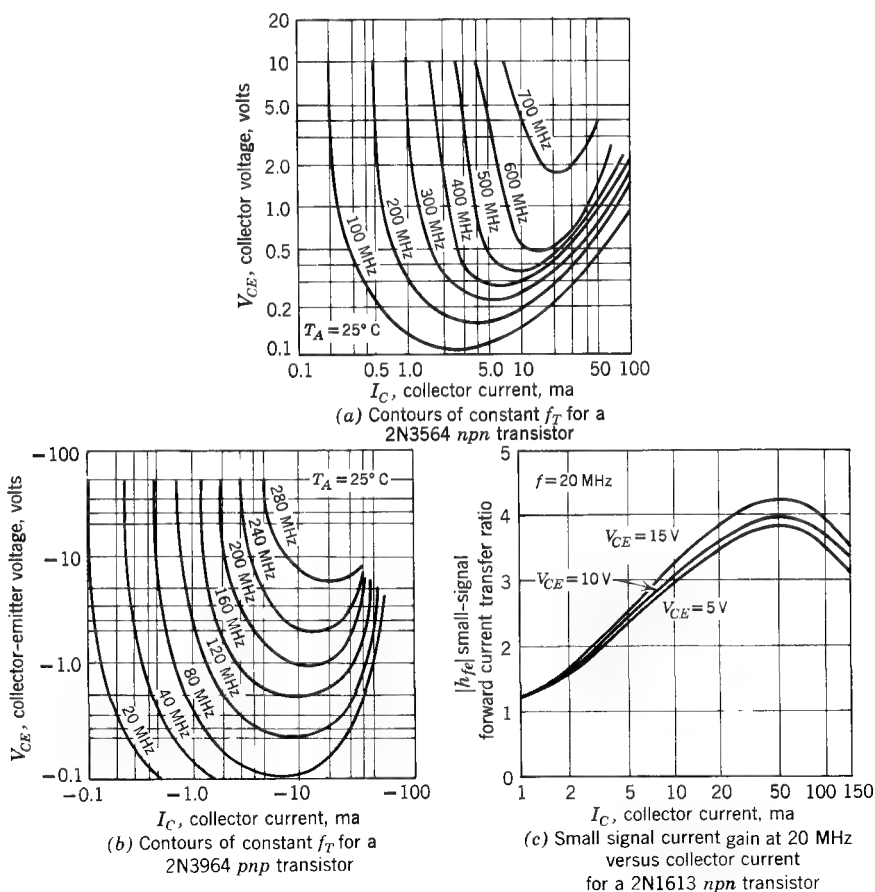 20
10
5.0
2.0
1.0
0.5
0.2
0.1
V_CE, collector voltage, volts
100 MHz
200 MHz
300 MHz
400 MHz
500 MHz
600 MHz
700 MHz
T_A = 25° C
0.1 0.5 1.0 5.0 10 50 100
I_C, collector current, ma
(a) Contours of constant f_T for a
2N3564 npn transistor
−100
−10
−1.0
−0.1
V_CE, collector-emitter voltage, volts
T_A = 25° C
280 MHz
240 MHz
200 MHz
160 MHz
120 MHz
80 MHz
40 MHz
20 MHz
−0.1 −1.0 −10 −100
I_C, collector current, ma
(b) Contours of constant f_T for a
2N3964 pnp transistor
5
4
3
2
1
0
|h_fe| small-signal
forward current transfer ratio
f = 20 MHz
V_CE = 15 V
V_CE = 10 V
V_CE = 5 V
1 2 5 10 20 50 100 150
I_C, collector current, ma
(c) Small signal current gain at 20 MHz
versus collector current
for a 2N1613 npn transistor